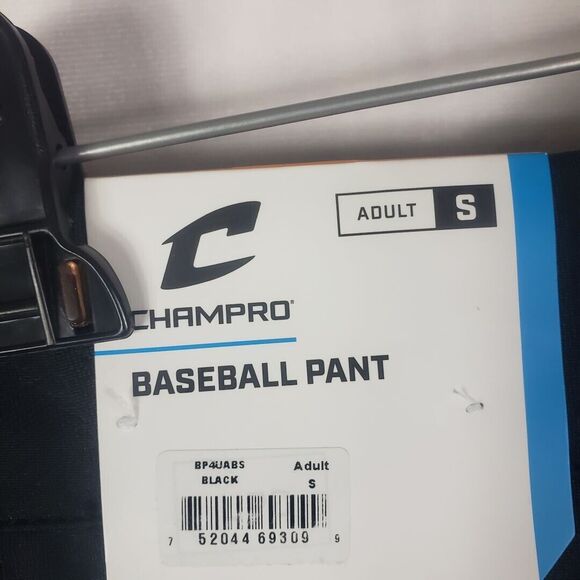 ADULT S
CHAMPRO
BASEBALL PANT
BP4UABS Adult
BLACK S
7 52044 69309 9